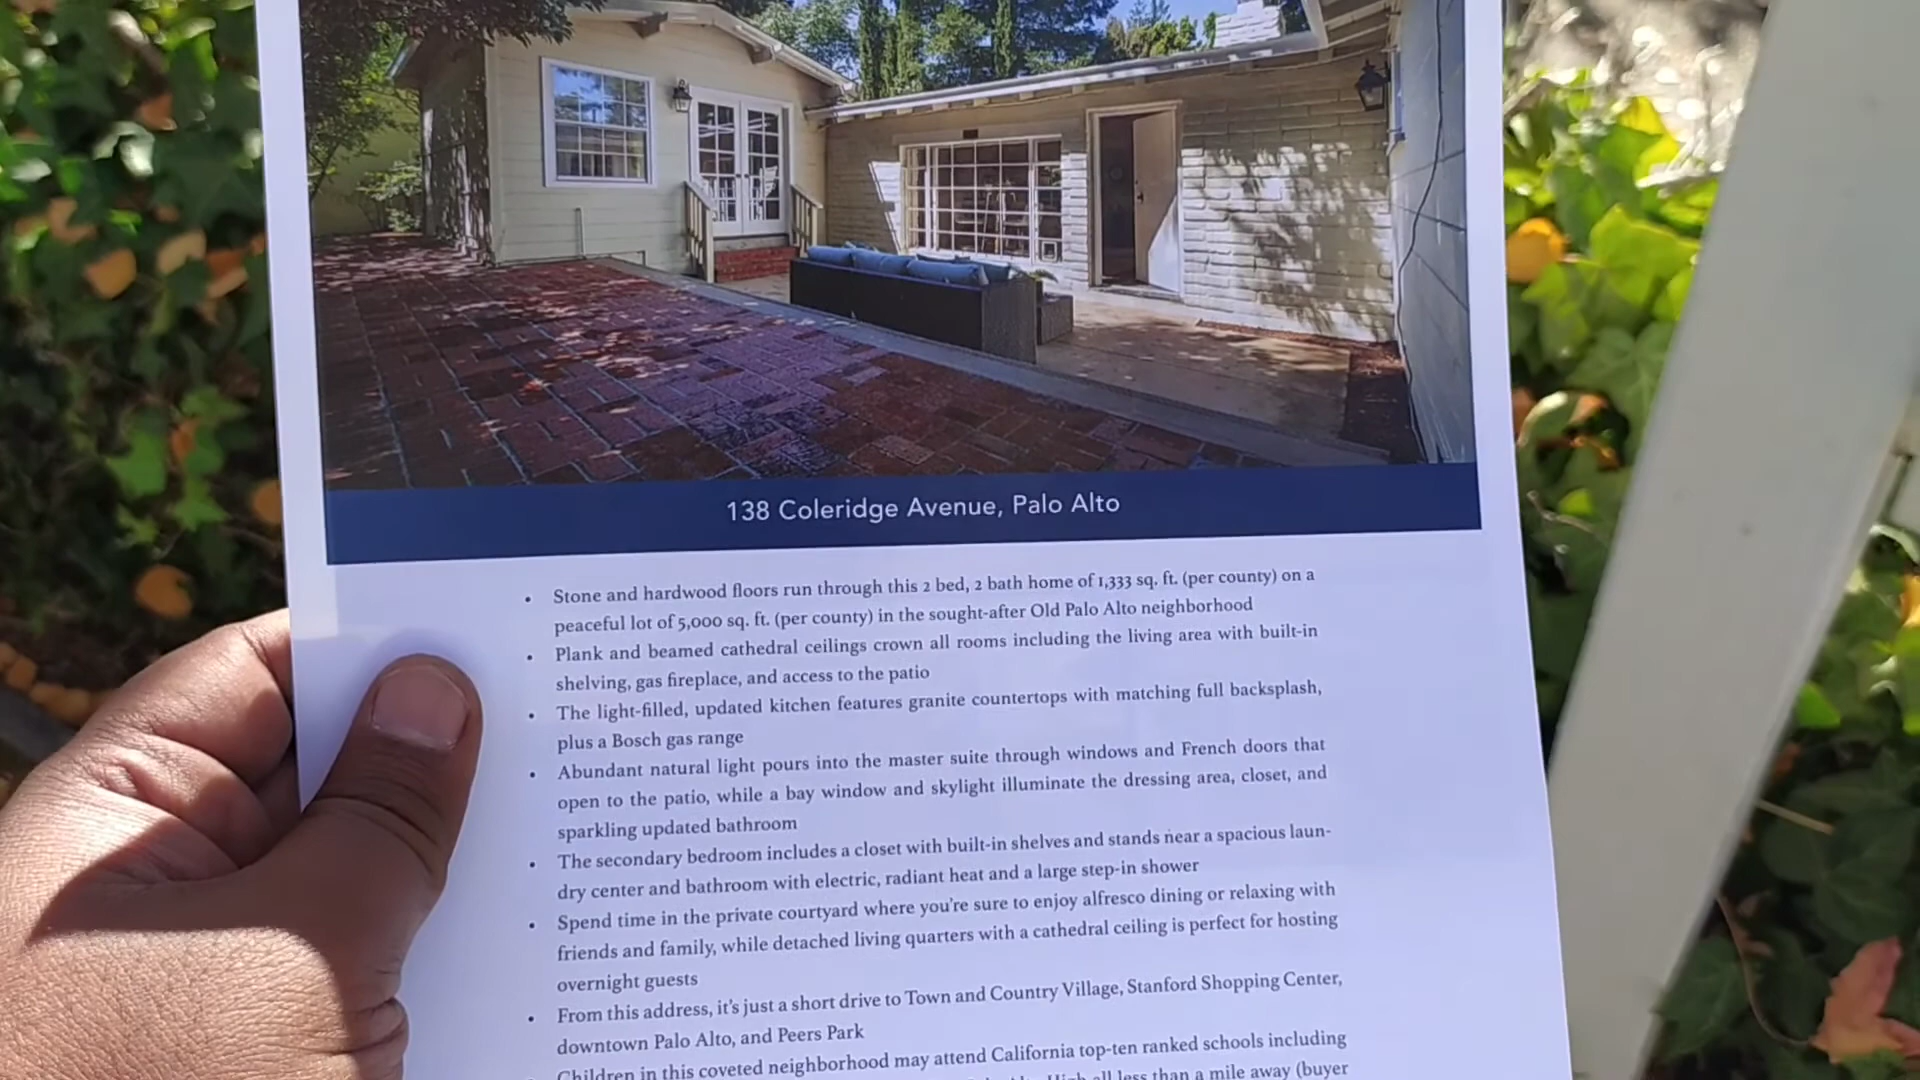 138 Coleridge Avenue, Palo Alto
• Stone and hardwood floors run through this 2 bed, 2 bath home of 1,333 sq. ft. (per county) on a
peaceful lot of 5,000 sq. ft. (per county) in the sought-after Old Palo Alto neighborhood
• Plank and beamed cathedral ceilings crown all rooms including the living area with built-in
shelving, gas fireplace, and access to the patio
• The light-filled, updated kitchen features granite countertops with matching full backsplash,
plus a Bosch gas range
• Abundant natural light pours into the master suite through windows and French doors that
open to the patio, while a bay window and skylight illuminate the dressing area, closet, and
sparkling updated bathroom
• The secondary bedroom includes a closet with built-in shelves and stands near a spacious laun-
dry center and bathroom with electric, radiant heat and a large step-in shower
• Spend time in the private courtyard where you're sure to enjoy alfresco dining or relaxing with
friends and family, while detached living quarters with a cathedral ceiling is perfect for hosting
overnight guests
• From this address, it's just a short drive to Town and Country Village, Stanford Shopping Center,
downtown Palo Alto, and Peers Park
• Children in this coveted neighborhood may attend California top-ten ranked schools including
High all less than a mile away (buyer